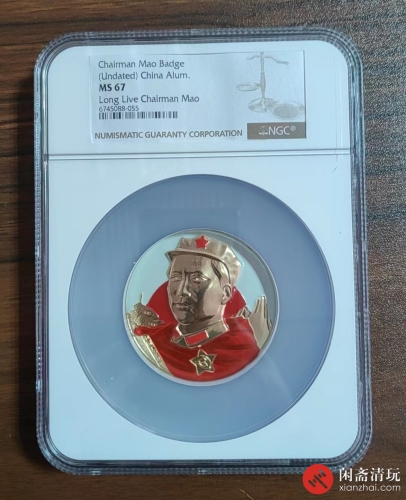 Chairman Mao Badge
(Undated) China Alum.
MS 67
Long Live Chairman Mao
6745088-055
NUMISMATIC GUARANTY CORPORATION
NGC®
闲斋清玩
xianzhai.com